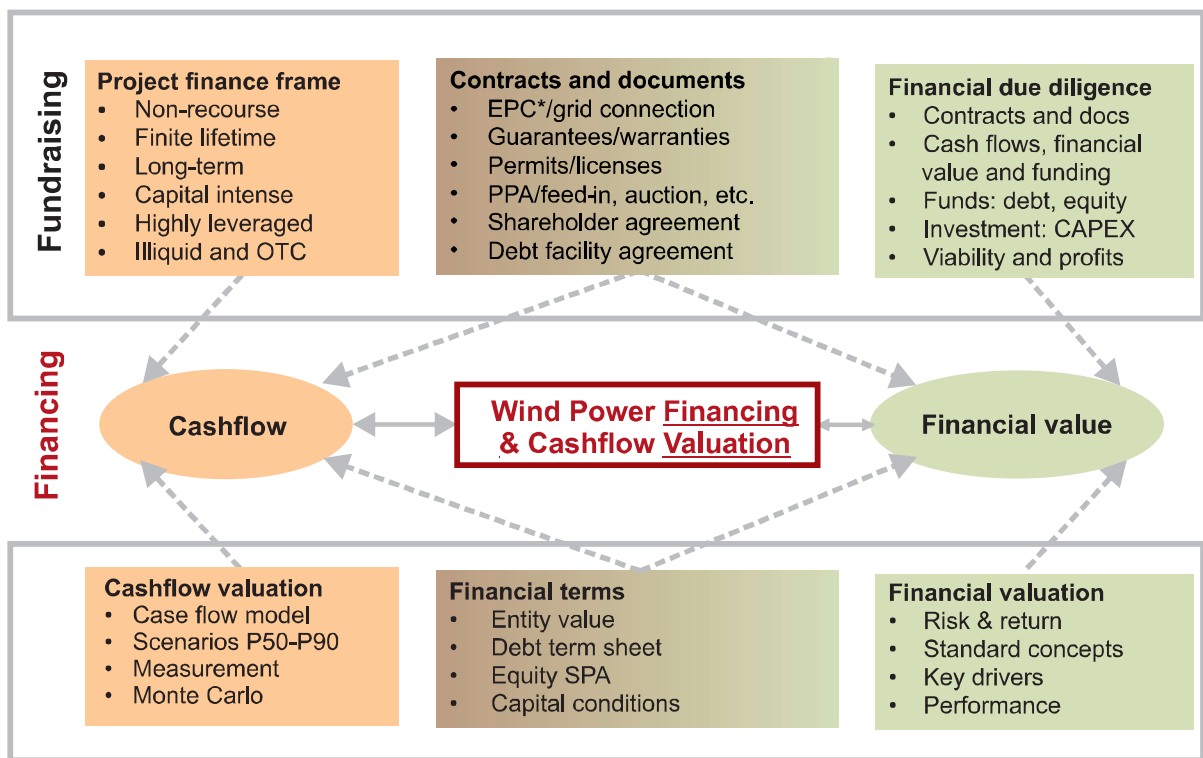 Fundraising
Project finance frame
• Non-recourse
• Finite lifetime
• Long-term
• Capital intense
• Highly leveraged
• Illiquid and OTC
Contracts and documents
• EPC*/grid connection
• Guarantees/warranties
• Permits/licenses
• PPA/feed-in, auction, etc.
• Shareholder agreement
• Debt facility agreement
Financial due diligence
• Contracts and docs
• Cash flows, financial
value and funding
• Funds: debt, equity
• Investment: CAPEX
• Viability and profits
Financing
Cashflow
Wind Power Financing
& Cashflow Valuation
Financial value
Cashflow valuation
• Case flow model
• Scenarios P50-P90
• Measurement
• Monte Carlo
Financial terms
• Entity value
• Debt term sheet
• Equity SPA
• Capital conditions
Financial valuation
• Risk & return
• Standard concepts
• Key drivers
• Performance